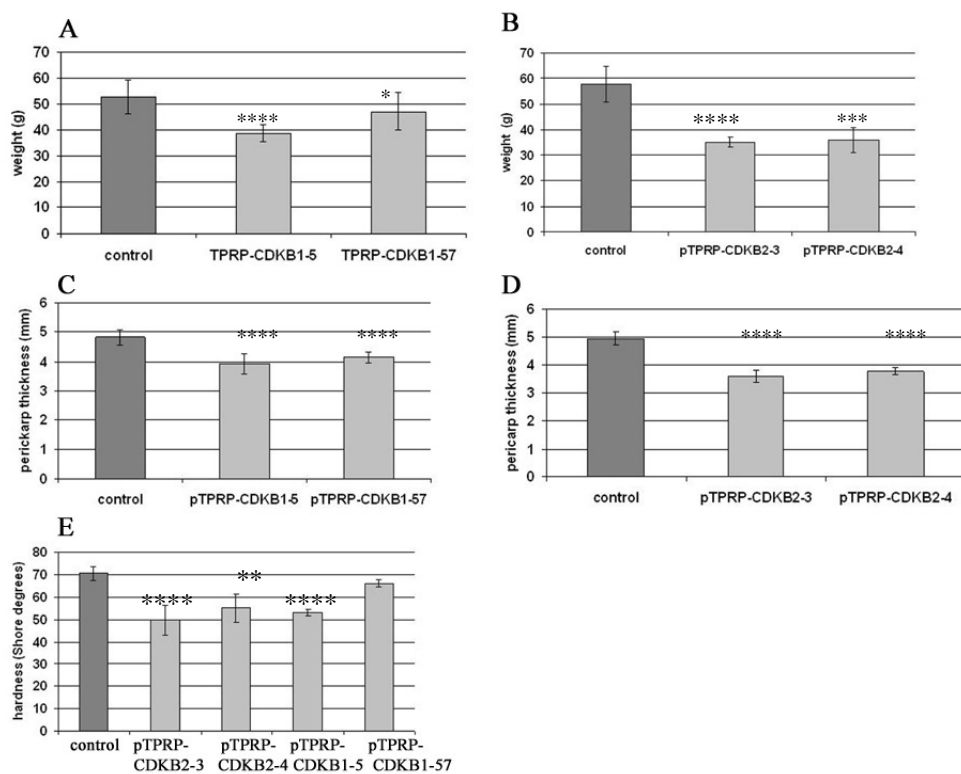 A
weight (g)
70
60
50
40
30
20
10
0
****
*
control TPRP-CDKB1-5 TPRP-CDKB1-57
B
weight (g)
70
60
50
40
30
20
10
0
****
***
control pTPRP-CDKB2-3 pTPRP-CDKB2-4
C
perickarp thickness (mm)
6
5
4
3
2
1
0
**** ****
control pTPRP-CDKB1-5 pTPRP-CDKB1-57
D
pericarp thickness (mm)
6
5
4
3
2
1
0
**** ****
control pTPRP-CDKB2-3 pTPRP-CDKB2-4
E
hardness (Shore degrees)
80
70
60
50
40
30
20
10
0
**** ** ****
control pTPRP- pTPRP- pTPRP- pTPRP-
CDKB2-3 CDKB2-4 CDKB1-5 CDKB1-57